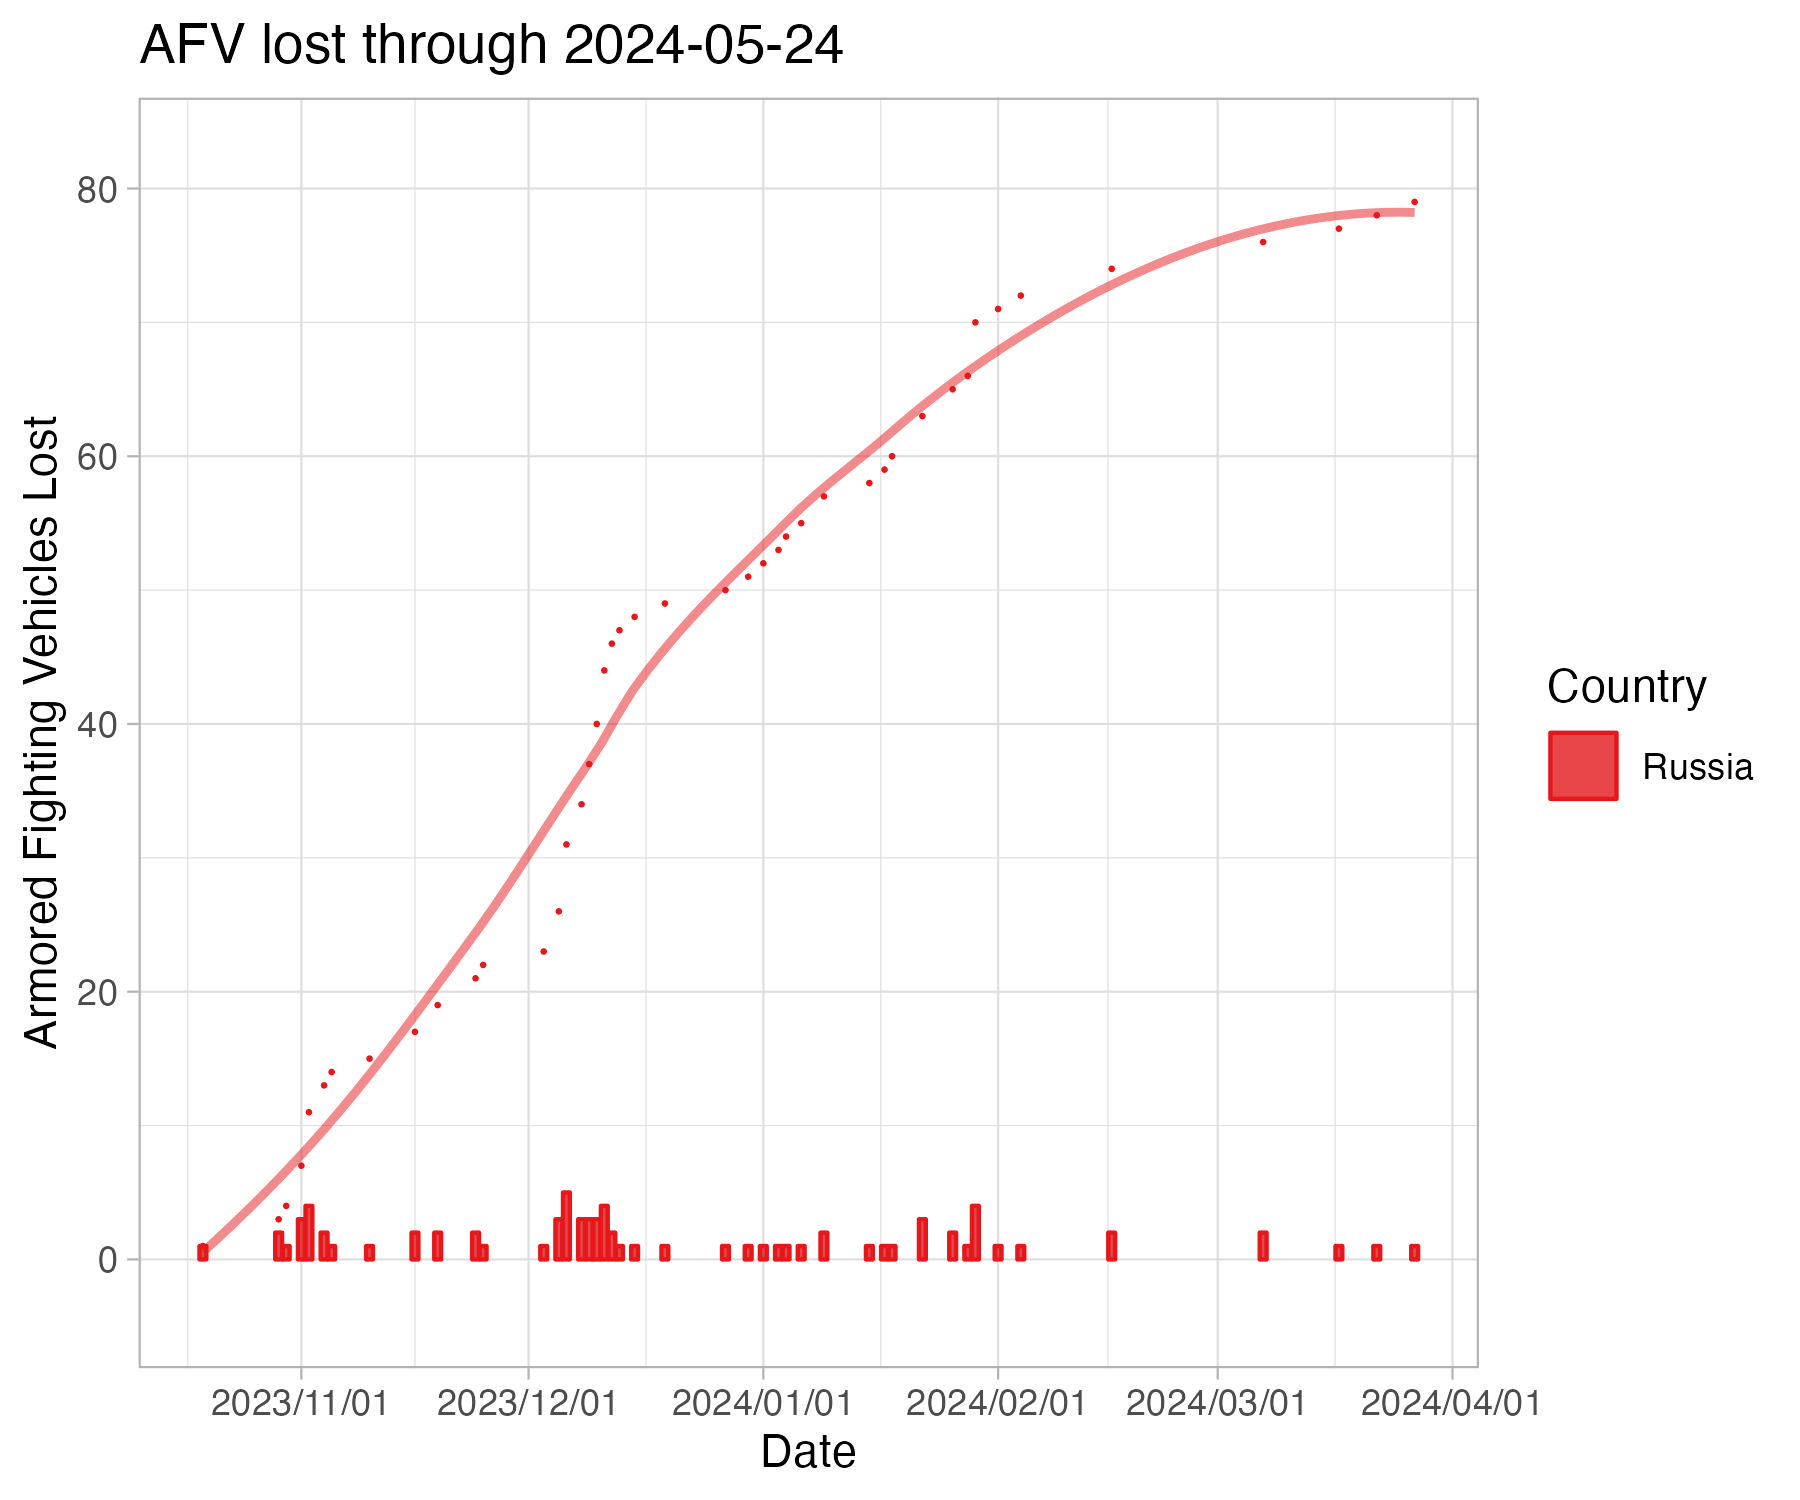 AFV lost through 2024-05-24
Armored Fighting Vehicles Lost
80
60
40
20
0
2023/11/01
2023/12/01
2024/01/01
2024/02/01
2024/03/01
2024/04/01
Date
Country
Russia